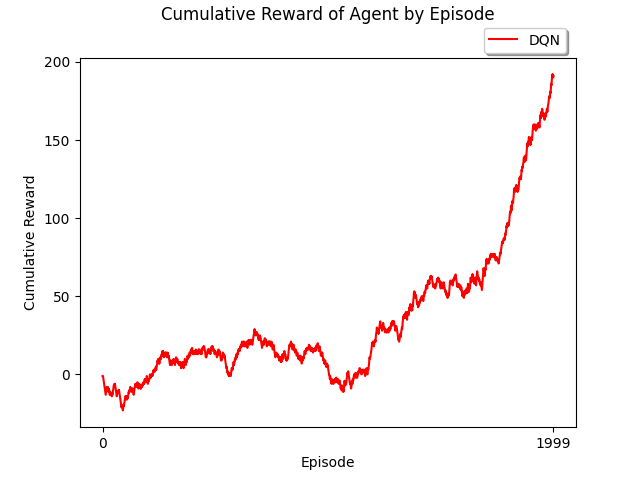 Cumulative Reward of Agent by Episode
DQN
200
150
100
50
0
Cumulative Reward
0 1999
Episode